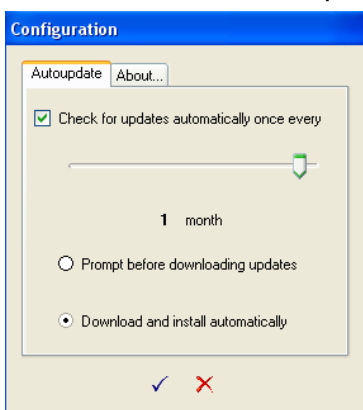 Configuration
Autoupdate About...
Check for updates automatically once every
1 month
Prompt before downloading updates
Download and install automatically